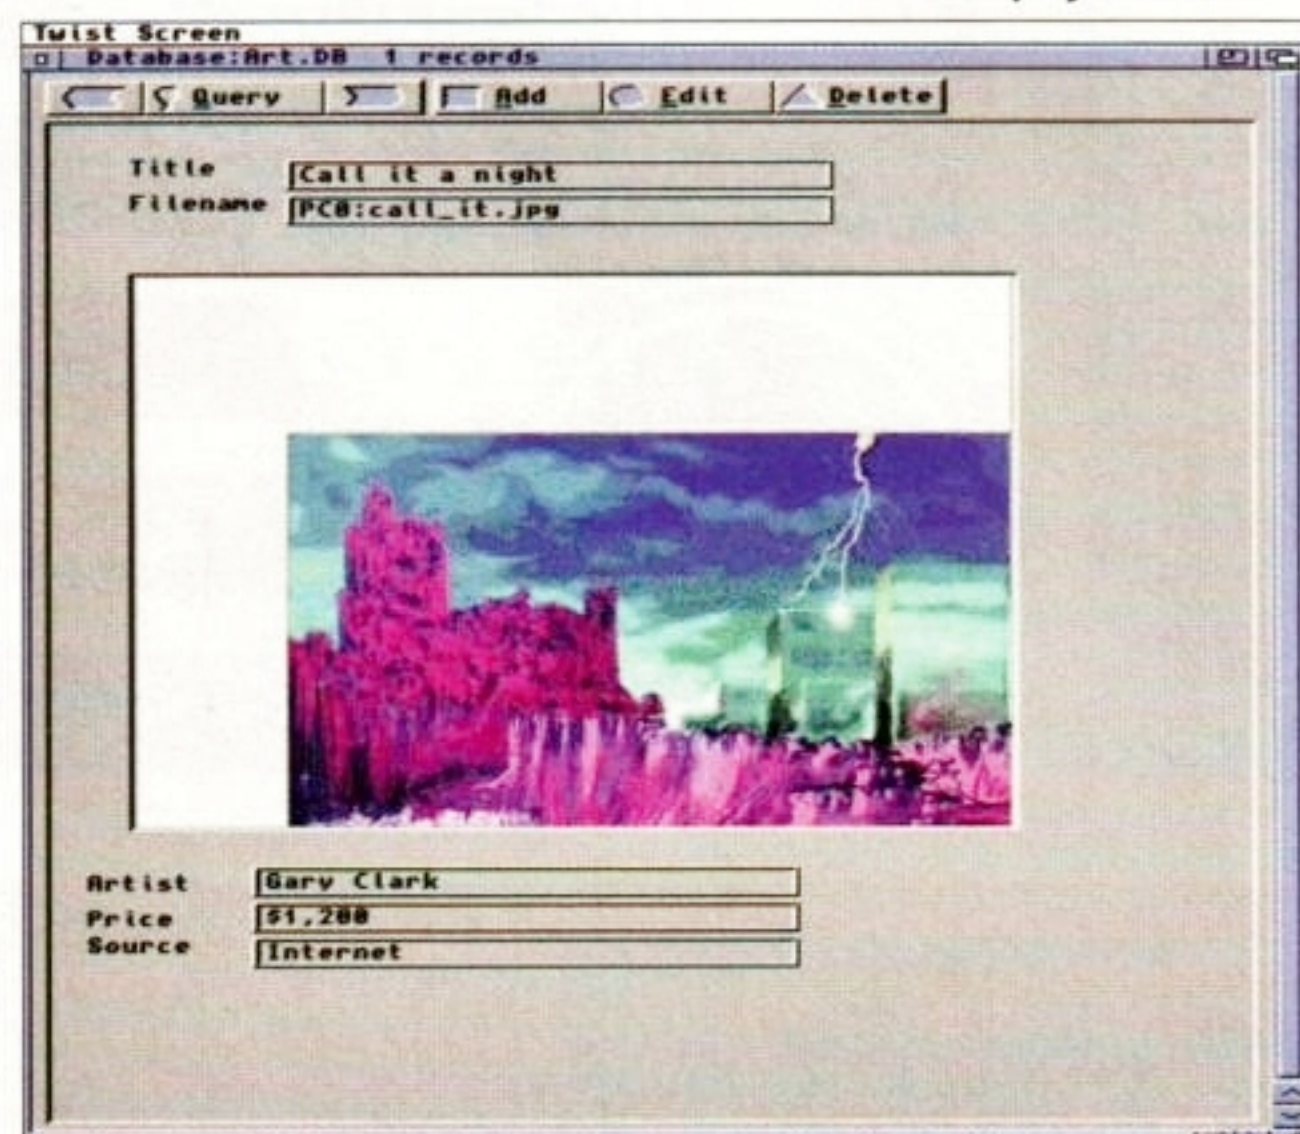 Twist Screen
Database:Art.DB 1 records
Query Add Edit Delete
Title Call it a night
Filename PC0:call_it.jpg
Artist Gary Clark
Price $1,200
Source Internet